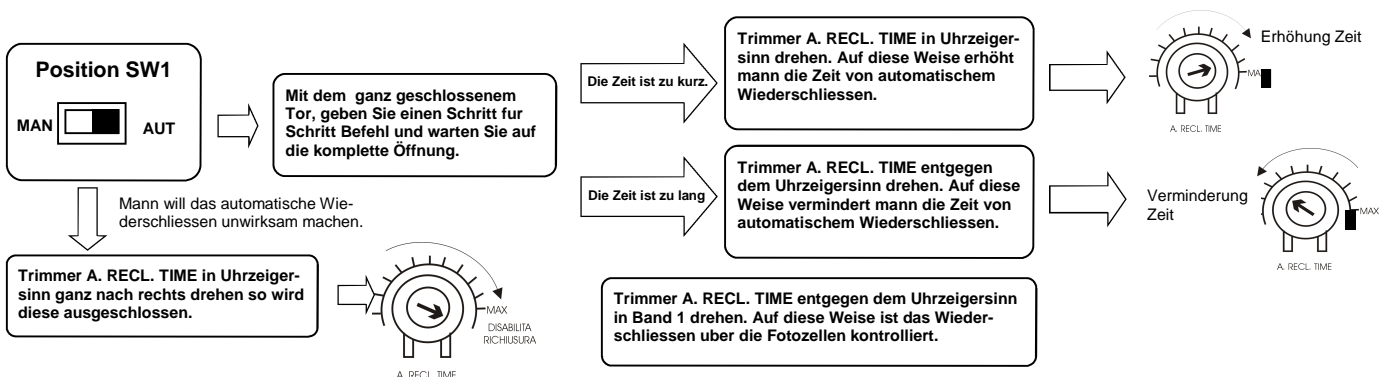 Position SW1
MAN
AUT
Mit dem ganz geschlossenem
Tor, geben Sie einen Schritt fur
Schritt Befehl und warten Sie auf
die komplette Öffnung.
Die Zeit ist zu kurz.
Trimmer A. RECL. TIME in Uhrzeiger-
sinn drehen. Auf diese Weise erhöht
mann die Zeit von automatischem
Wiederschliessen.
Erhöhung Zeit
A. RECL. TIME
Die Zeit ist zu lang
Trimmer A. RECL. TIME entgegen
dem Uhrzeigersinn drehen. Auf diese
Weise vermindert mann die Zeit von
automatischem Wiederschliessen.
Verminderung
Zeit
MAX
A. RECL. TIME
Mann will das automatische Wie-
derschliessen unwirksam machen.
Trimmer A. RECL. TIME in Uhrzeiger-
sinn ganz nach rechts drehen so wird
diese ausgeschlossen.
MAX
DISABILITA
RICHIUSURA
A. RECL. TIME
Trimmer A. RECL. TIME entgegen dem Uhrzeigersinn
in Band 1 drehen. Auf diese Weise ist das Wieder-
schliessen uber die Fotozellen kontrolliert.